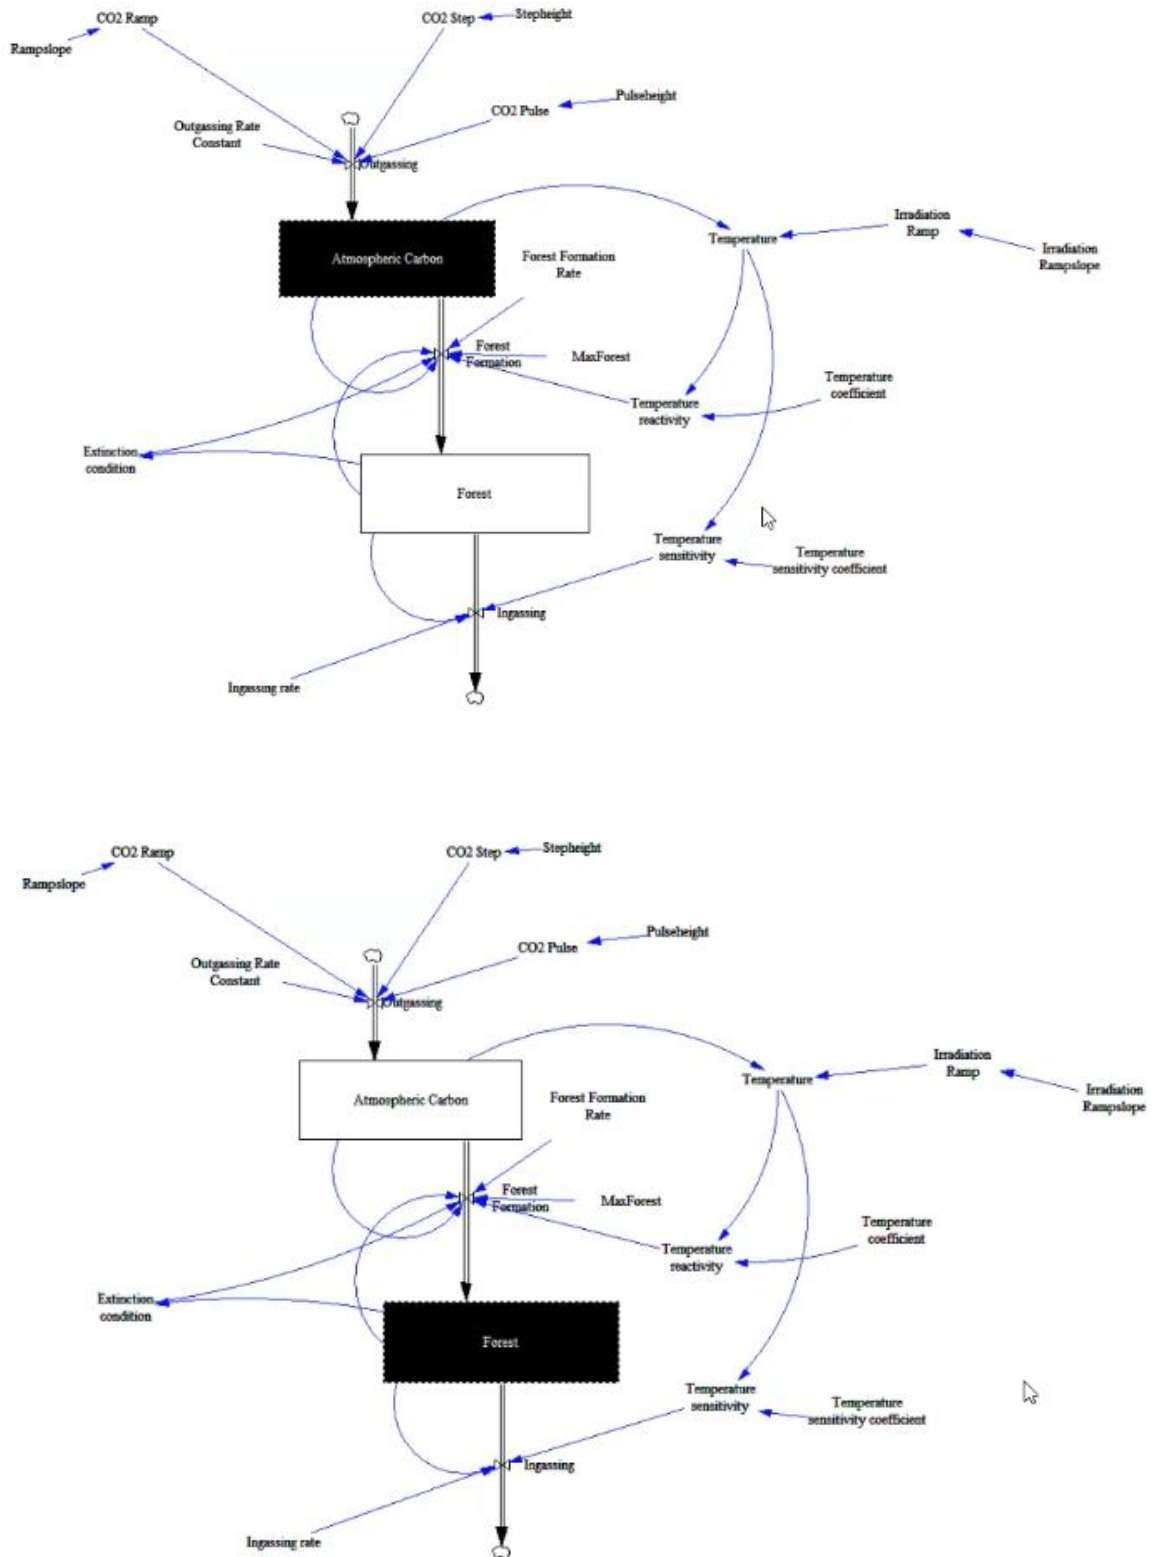 CO2 Ramp
CO2 Step
Stepheight
Rampslope
Pulseheight
CO2 Pulse
Outgassing Rate
Constant
Outgassing
Irradiation
Ramp
Temperature
Irradiation
Rampslope
Atmospheric Carbon
Forest Formation
Rate
Forest
Formation
MaxForest
Temperature
coefficient
Temperature
reactivity
Extinction
condition
Forest
Temperature
sensitivity
Temperature
sensitivity coefficient
Ingassing
Ingassing rate
CO2 Ramp
CO2 Step
Stepheight
Rampslope
Pulseheight
CO2 Pulse
Outgassing Rate
Constant
Outgassing
Irradiation
Ramp
Temperature
Irradiation
Rampslope
Atmospheric Carbon
Forest Formation
Rate
Forest
Formation
MaxForest
Temperature
coefficient
Temperature
reactivity
Extinction
condition
Forest
Temperature
sensitivity
Temperature
sensitivity coefficient
Ingassing
Ingassing rate